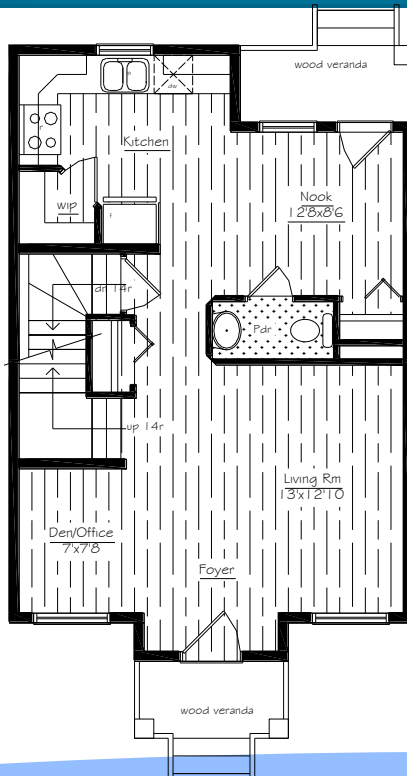 wood veranda
dw
Kitchen
Nook
12'8x8'6
wip
f
dn 14r
Pdr
up 14r
Living Rm
13'x12'10
Den/Office
7'x7'8
Foyer
wood veranda